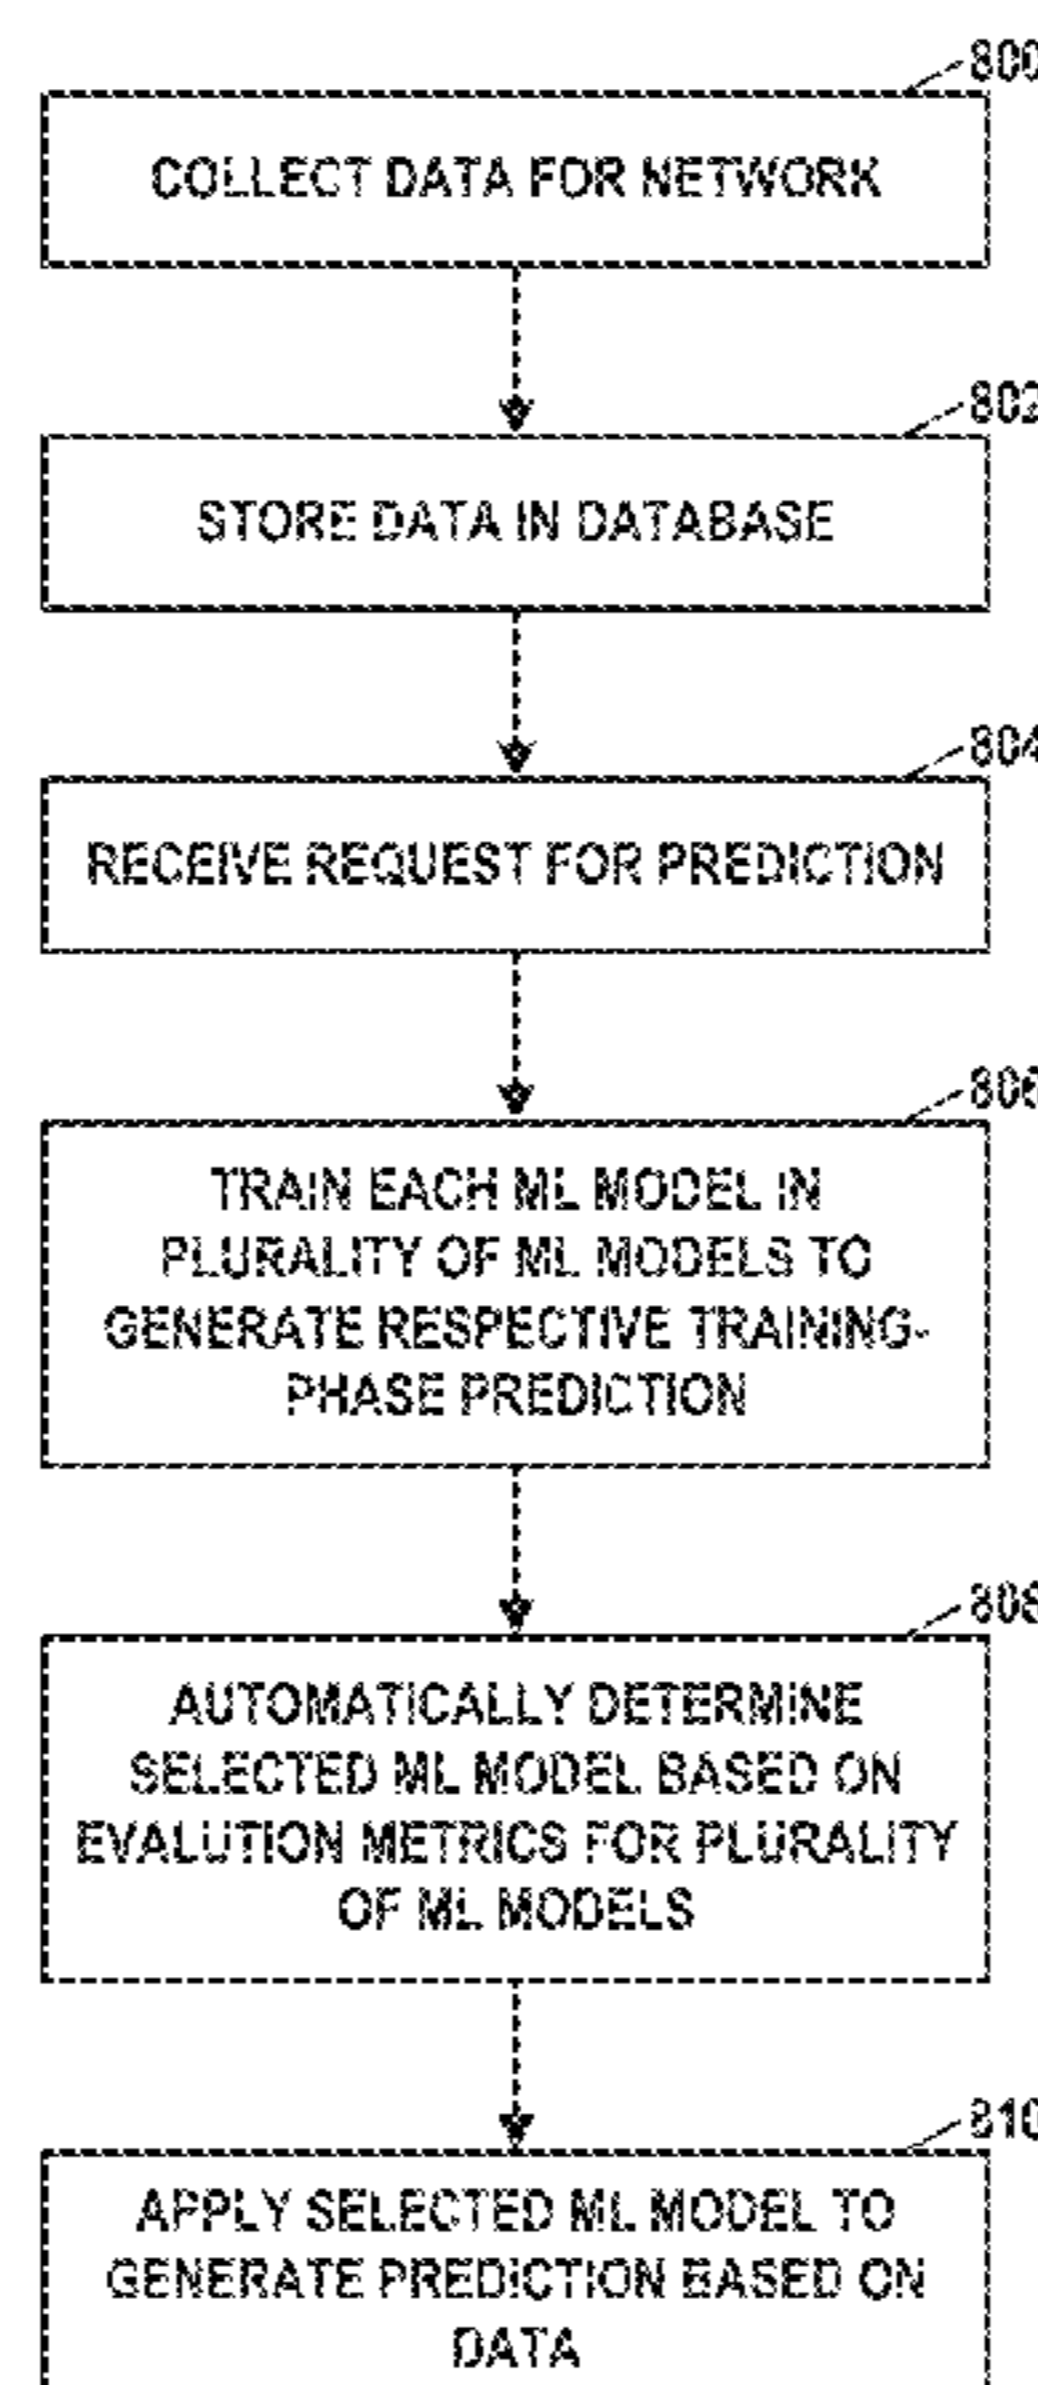 800
COLLECT DATA FOR NETWORK
802
STORE DATA IN DATABASE
804
RECEIVE REQUEST FOR PREDICTION
806
TRAIN EACH ML MODEL IN
PLURALITY OF ML MODELS TO
GENERATE RESPECTIVE TRAINING-
PHASE PREDICTION
808
AUTOMATICALLY DETERMINE
SELECTED ML MODEL BASED ON
EVALUTION METRICS FOR PLURALITY
OF ML MODELS
810
APPLY SELECTED ML MODEL TO
GENERATE PREDICTION BASED ON
DATA